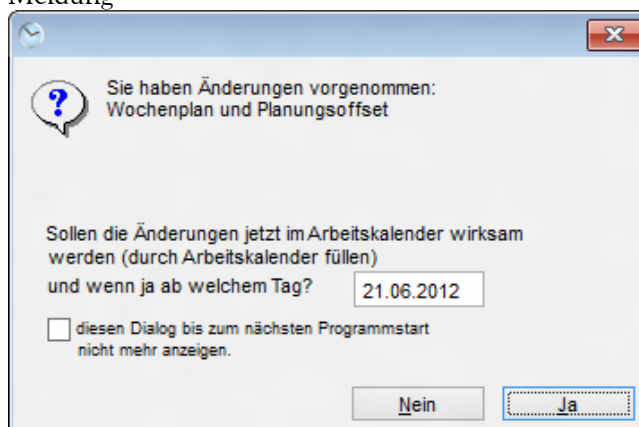 Meldung
Sie haben Änderungen vorgenommen:
Wochenplan und Planungsoffset
Sollen die Änderungen jetzt im Arbeitskalender wirksam
werden (durch Arbeitskalender füllen)
und wenn ja ab welchem Tag? 21.06.2012
diesen Dialog bis zum nächsten Programmstart
nicht mehr anzeigen.
Nein Ja